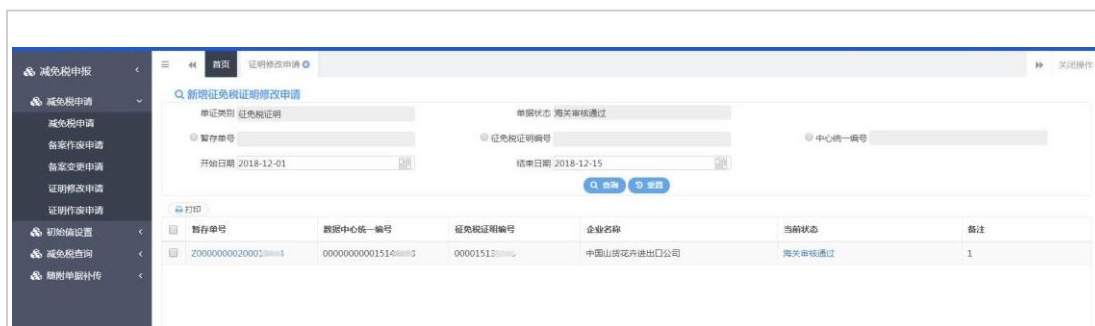 减免税申报
首页 证明修改申请 关闭操作
减免税申请
减免税申请
备案作废申请
备案变更申请
证明修改申请
证明作废申请
初始值设置
减免税查询
随附单据补传
新增征免税证明修改申请
单证类别 征免税证明 单据状态 海关审核通过
暂存单号 征免税证明编号 中心统一编号
开始日期 2018-12-01 结束日期 2018-12-15
查询 重置
打印
暂存单号 数据中心统一编号 征免税证明编号 企业名称 当前状态 备注
中国山货花卉进出口公司 海关审核通过 1